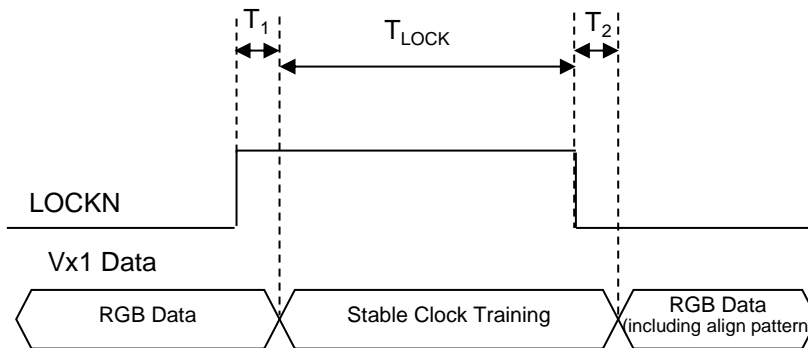 T1 TLOCK T2
LOCKN
Vx1 Data
RGB Data Stable Clock Training RGB Data
(including align pattern